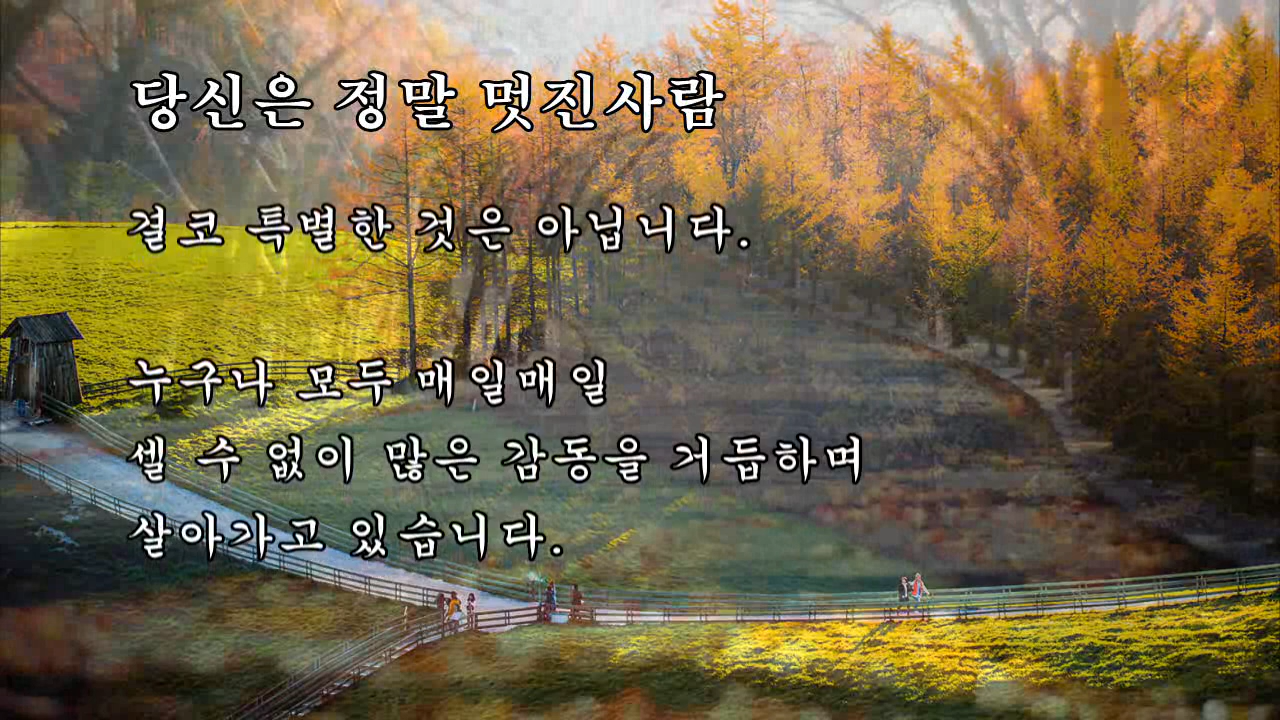 당신은 정말 멋진사람
결코 특별한 것은 아닙니다.
누구나 모두 매일매일
셀 수 없이 많은 감동을 거듭하며
살아가고 있습니다.